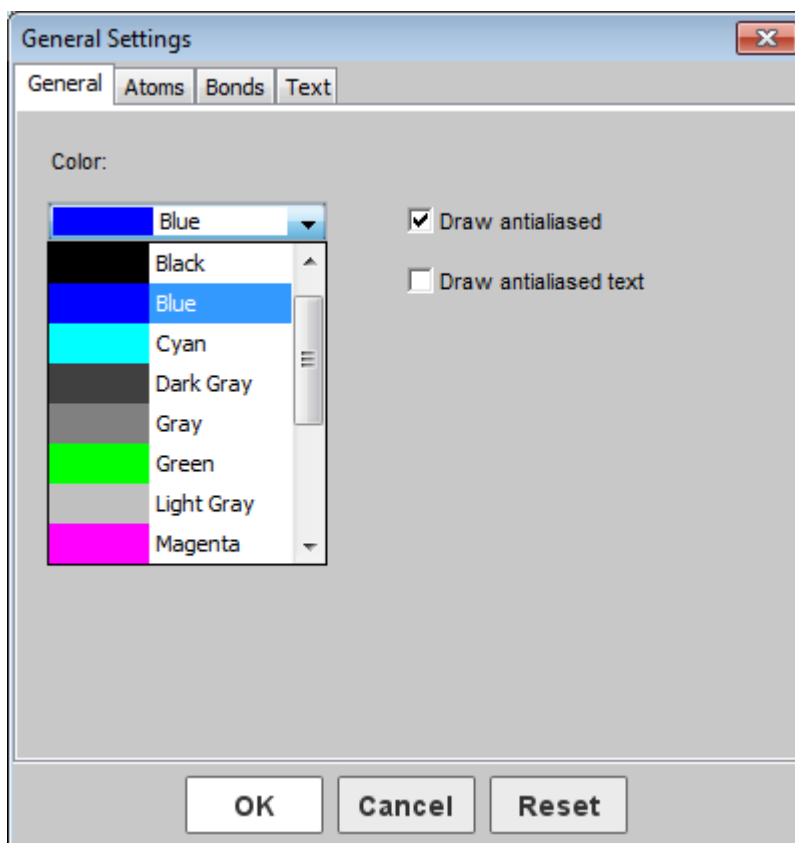 General Settings
General Atoms Bonds Text
Color:
Blue
Draw antialiased
Black
Draw antialiased text
Blue
Cyan
Dark Gray
Gray
Green
Light Gray
Magenta
OK Cancel Reset